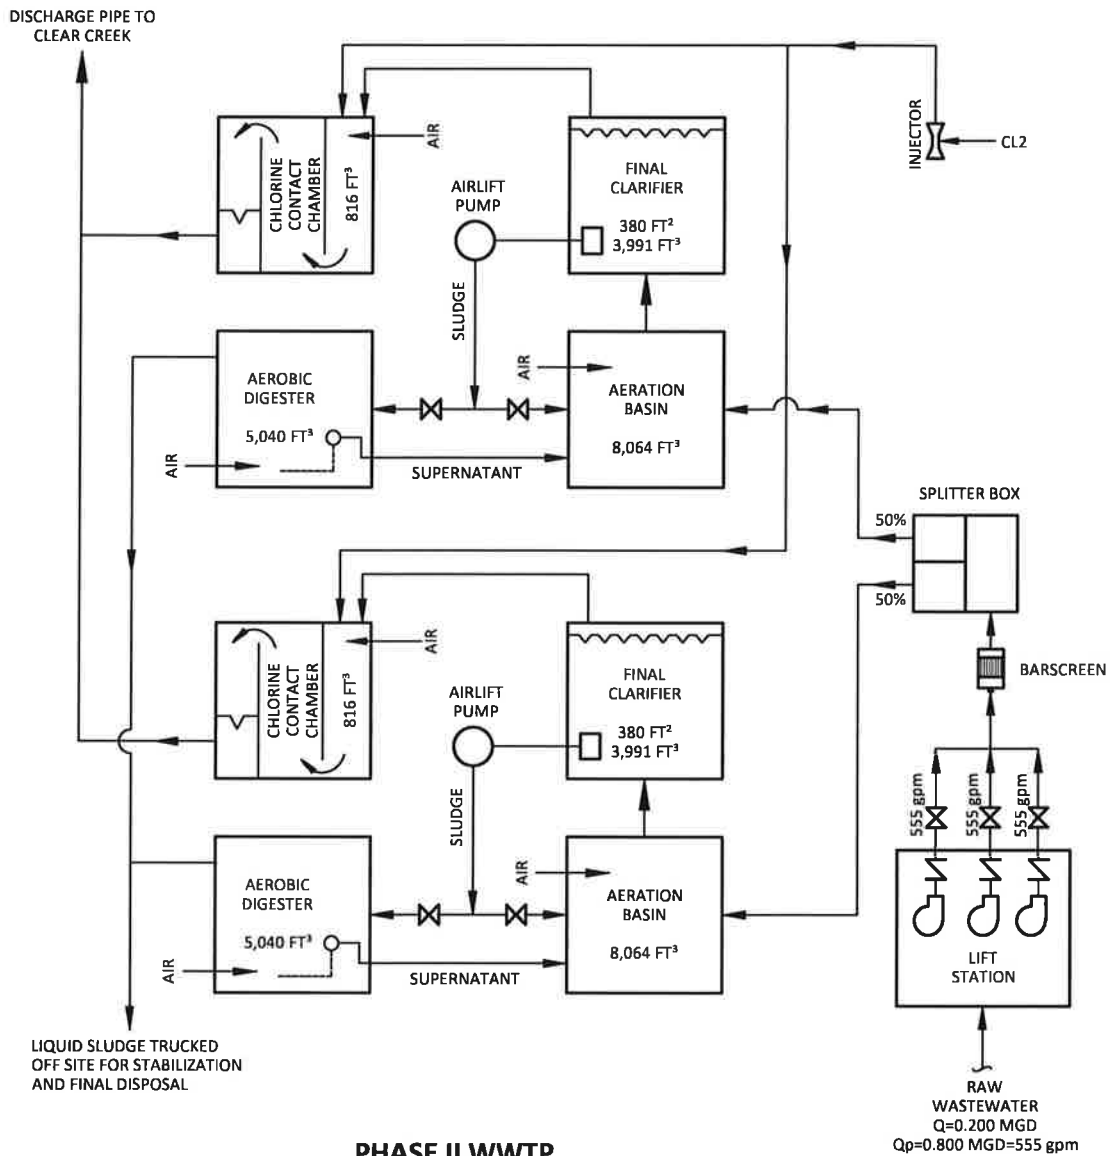 DISCHARGE PIPE TO
CLEAR CREEK
INJECTOR
CL2
AIR
CHLORINE
CONTACT
CHAMBER
816 FT³
AIRLIFT
PUMP
FINAL
CLARIFIER
380 FT²
3,991 FT³
SLUDGE
AEROBIC
DIGESTER
5,040 FT³
AIR
SUPERNATANT
AIR
AERATION
BASIN
8,064 FT³
SPLITTER BOX
50%
50%
BARSCREEN
CHLORINE
CONTACT
CHAMBER
816 FT³
AIR
AIRLIFT
PUMP
FINAL
CLARIFIER
380 FT²
3,991 FT³
SLUDGE
555 gpm
555 gpm
555 gpm
AEROBIC
DIGESTER
5,040 FT³
AIR
SUPERNATANT
AIR
AERATION
BASIN
8,064 FT³
LIFT
STATION
LIQUID SLUDGE TRUCKED
OFF SITE FOR STABILIZATION
AND FINAL DISPOSAL
RAW
WASTEWATER
Q=0.200 MGD
Qp=0.800 MGD=555 gpm
PHASE II WWTP